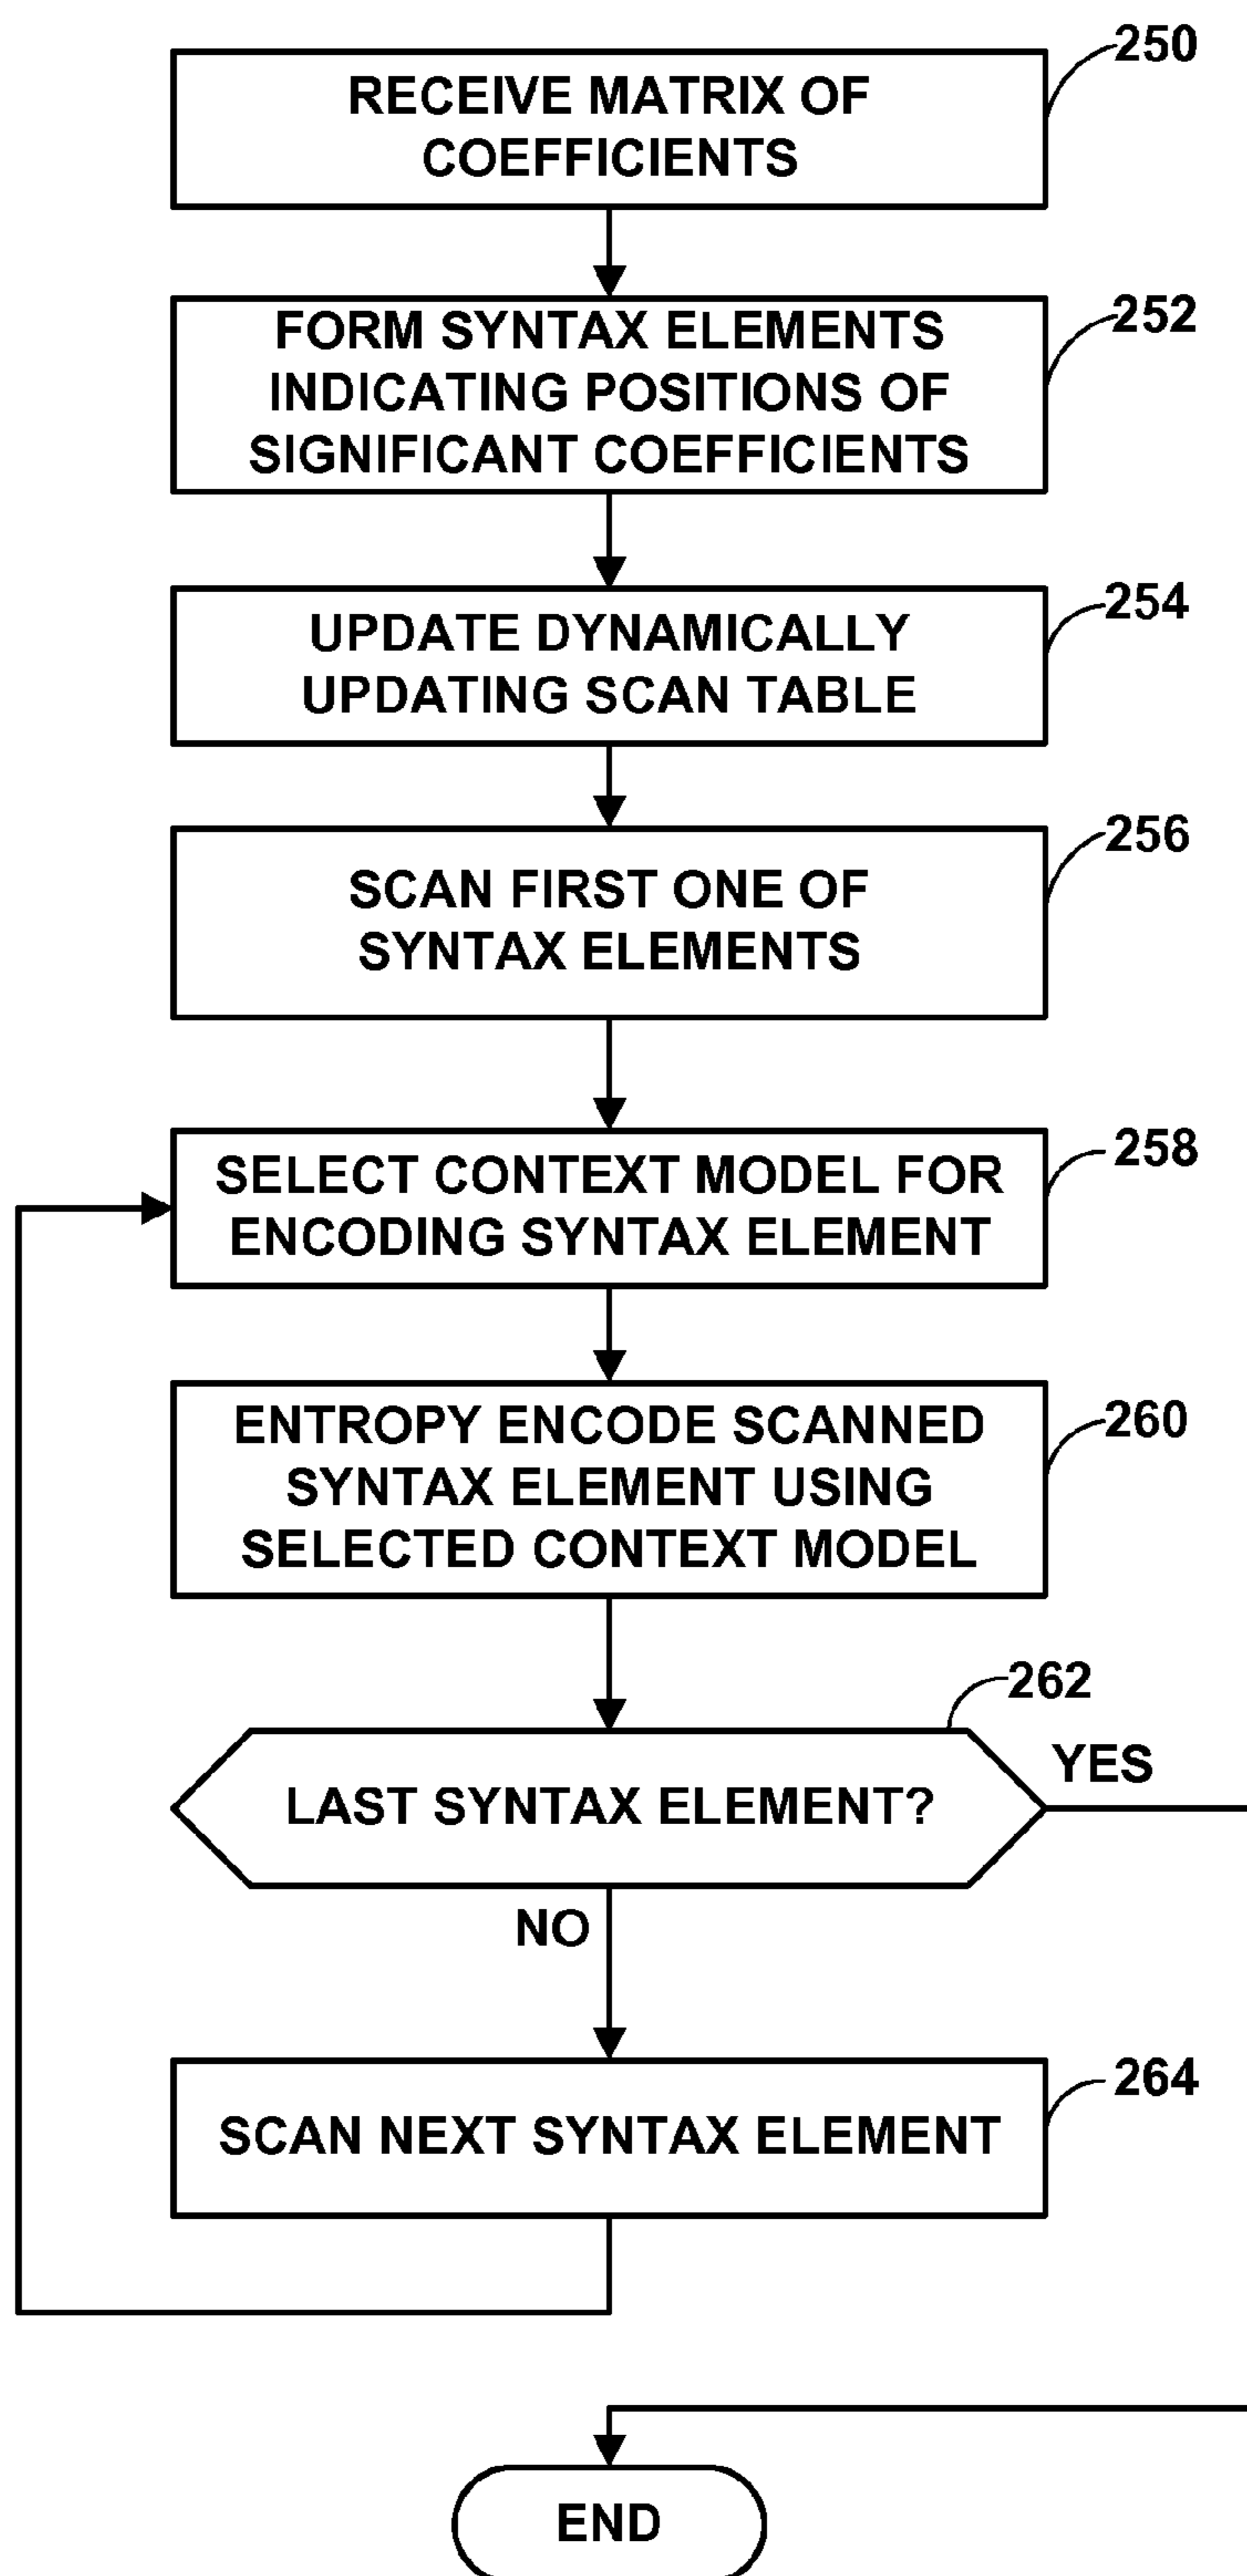 250
RECEIVE MATRIX OF
COEFFICIENTS
252
FORM SYNTAX ELEMENTS
INDICATING POSITIONS OF
SIGNIFICANT COEFFICIENTS
254
UPDATE DYNAMICALLY
UPDATING SCAN TABLE
256
SCAN FIRST ONE OF
SYNTAX ELEMENTS
258
SELECT CONTEXT MODEL FOR
ENCODING SYNTAX ELEMENT
260
ENTROPY ENCODE SCANNED
SYNTAX ELEMENT USING
SELECTED CONTEXT MODEL
262
YES
LAST SYNTAX ELEMENT?
NO
264
SCAN NEXT SYNTAX ELEMENT
END